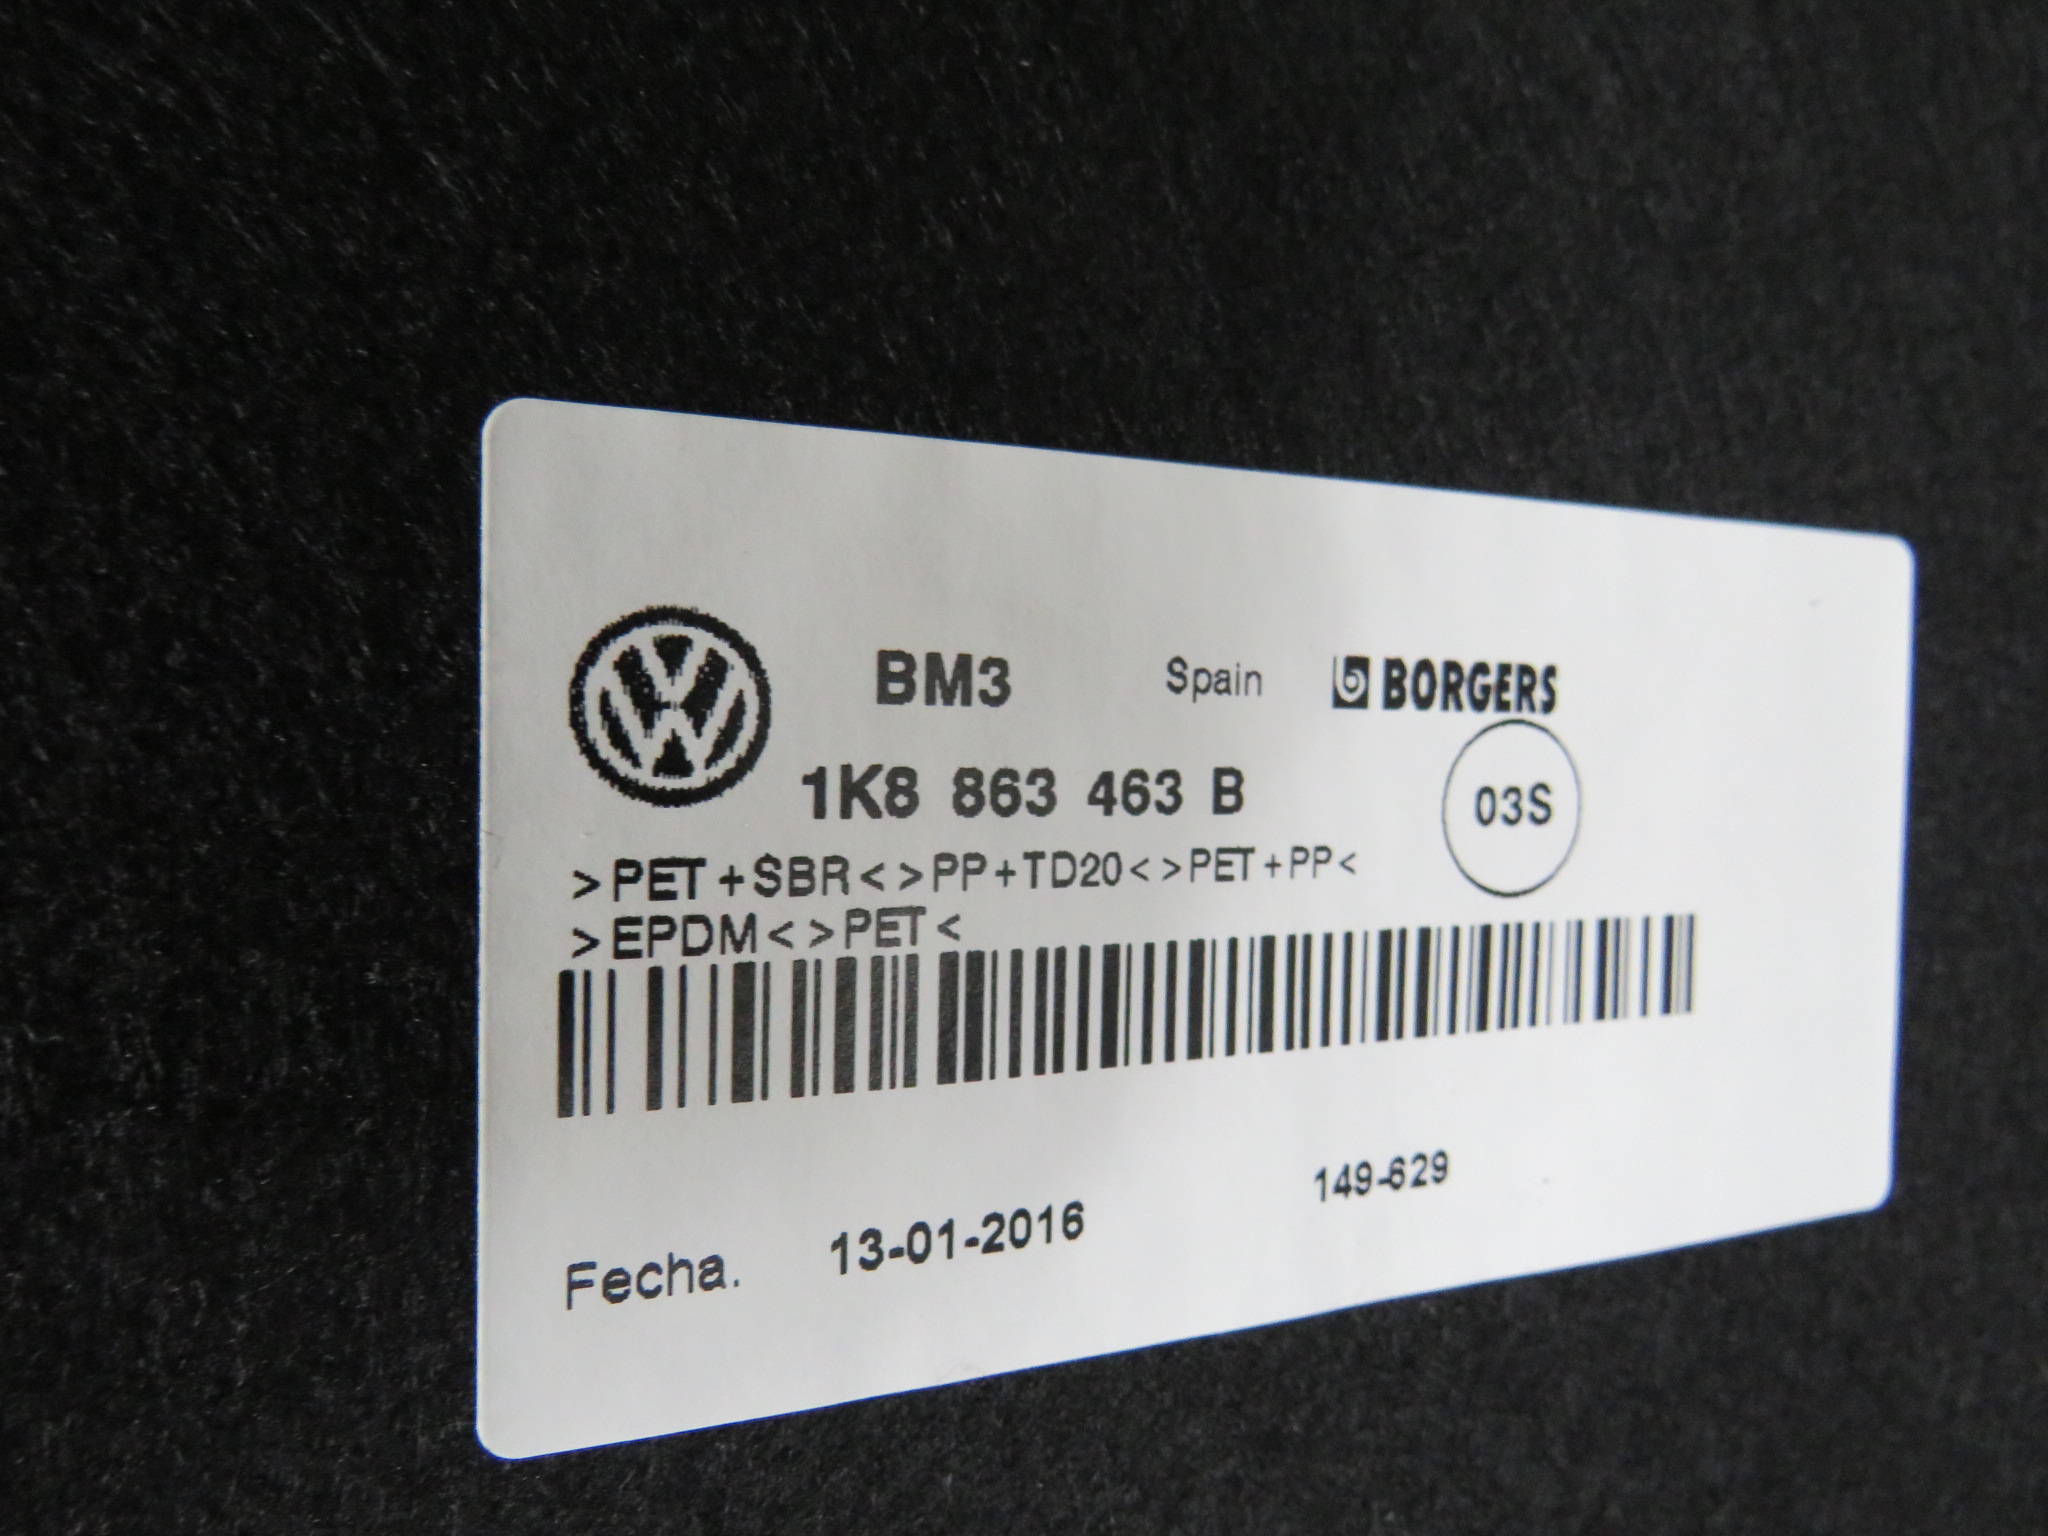 BM3 Spain BORGERS
1K8 863 463 B 03S
>PET+SBR<>PP+TD20<>PET+PP<
>EPDM<>PET<
149-629
Fecha. 13-01-2016